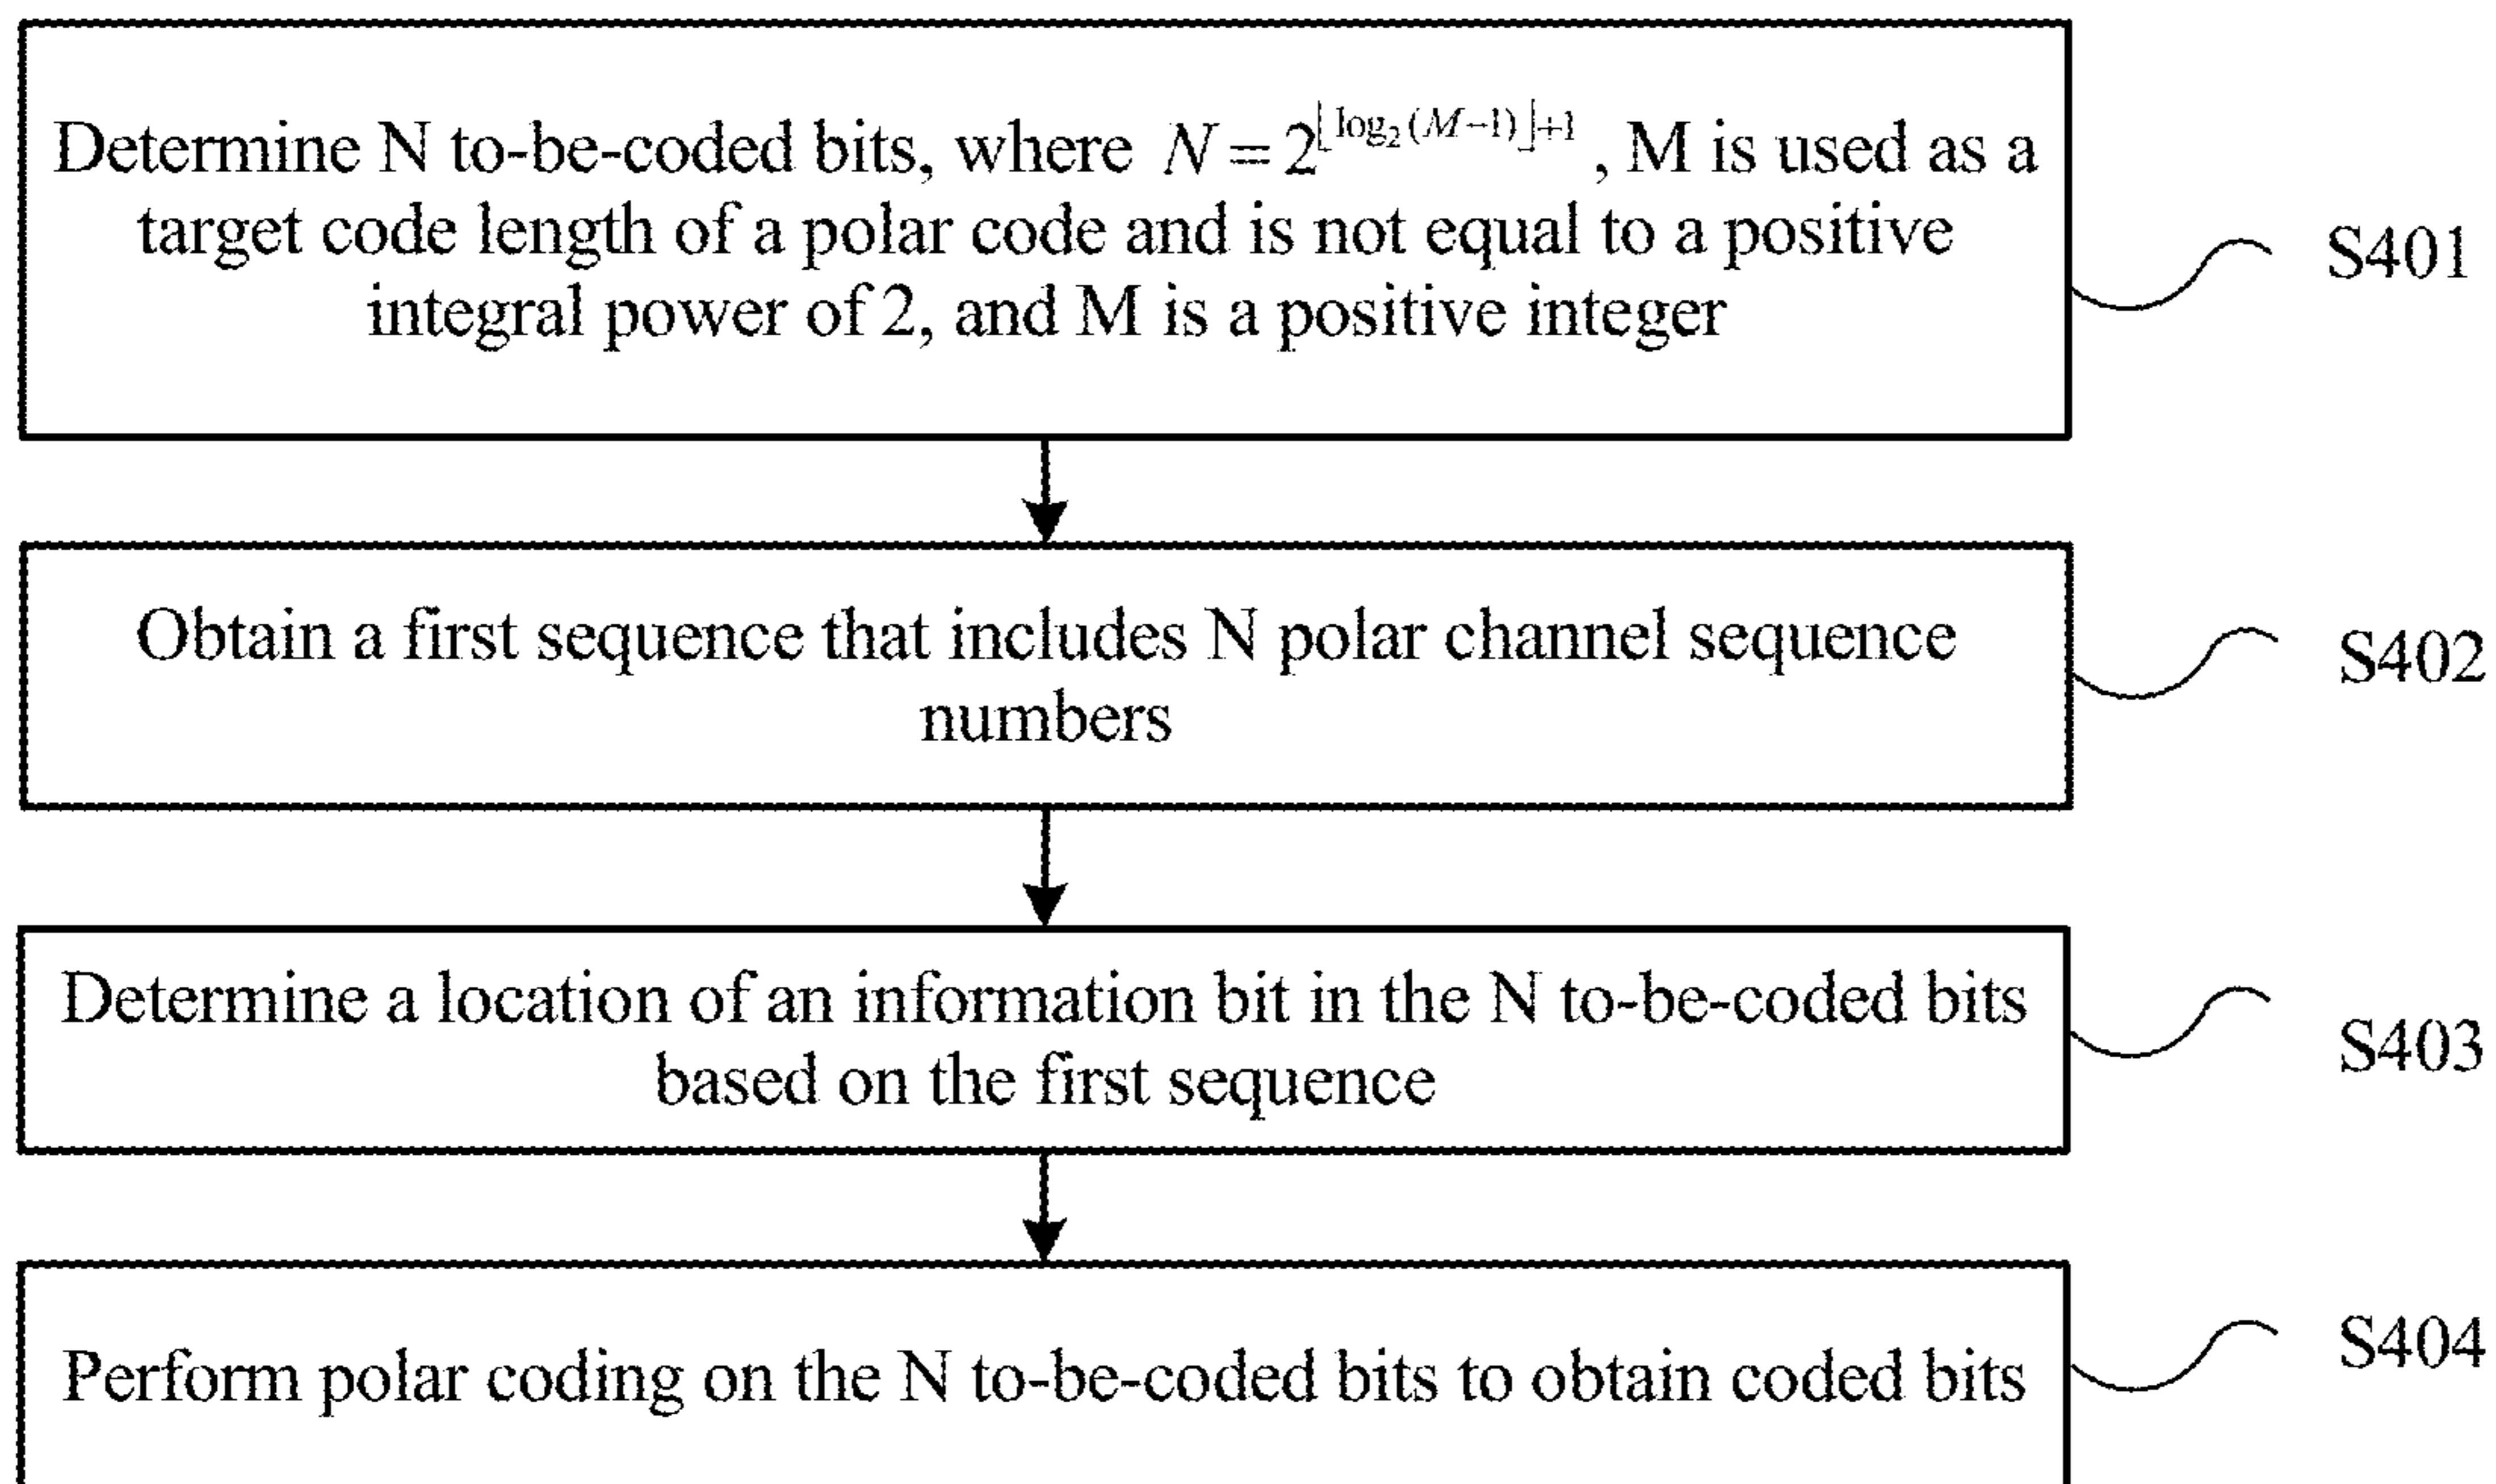 Determine N to-be-coded bits, where N = 2^{⌊log₂(M−1)⌋+1}, M is used as a
target code length of a polar code and is not equal to a positive
integral power of 2, and M is a positive integer
S401
Obtain a first sequence that includes N polar channel sequence
numbers
S402
Determine a location of an information bit in the N to-be-coded bits
based on the first sequence
S403
Perform polar coding on the N to-be-coded bits to obtain coded bits
S404